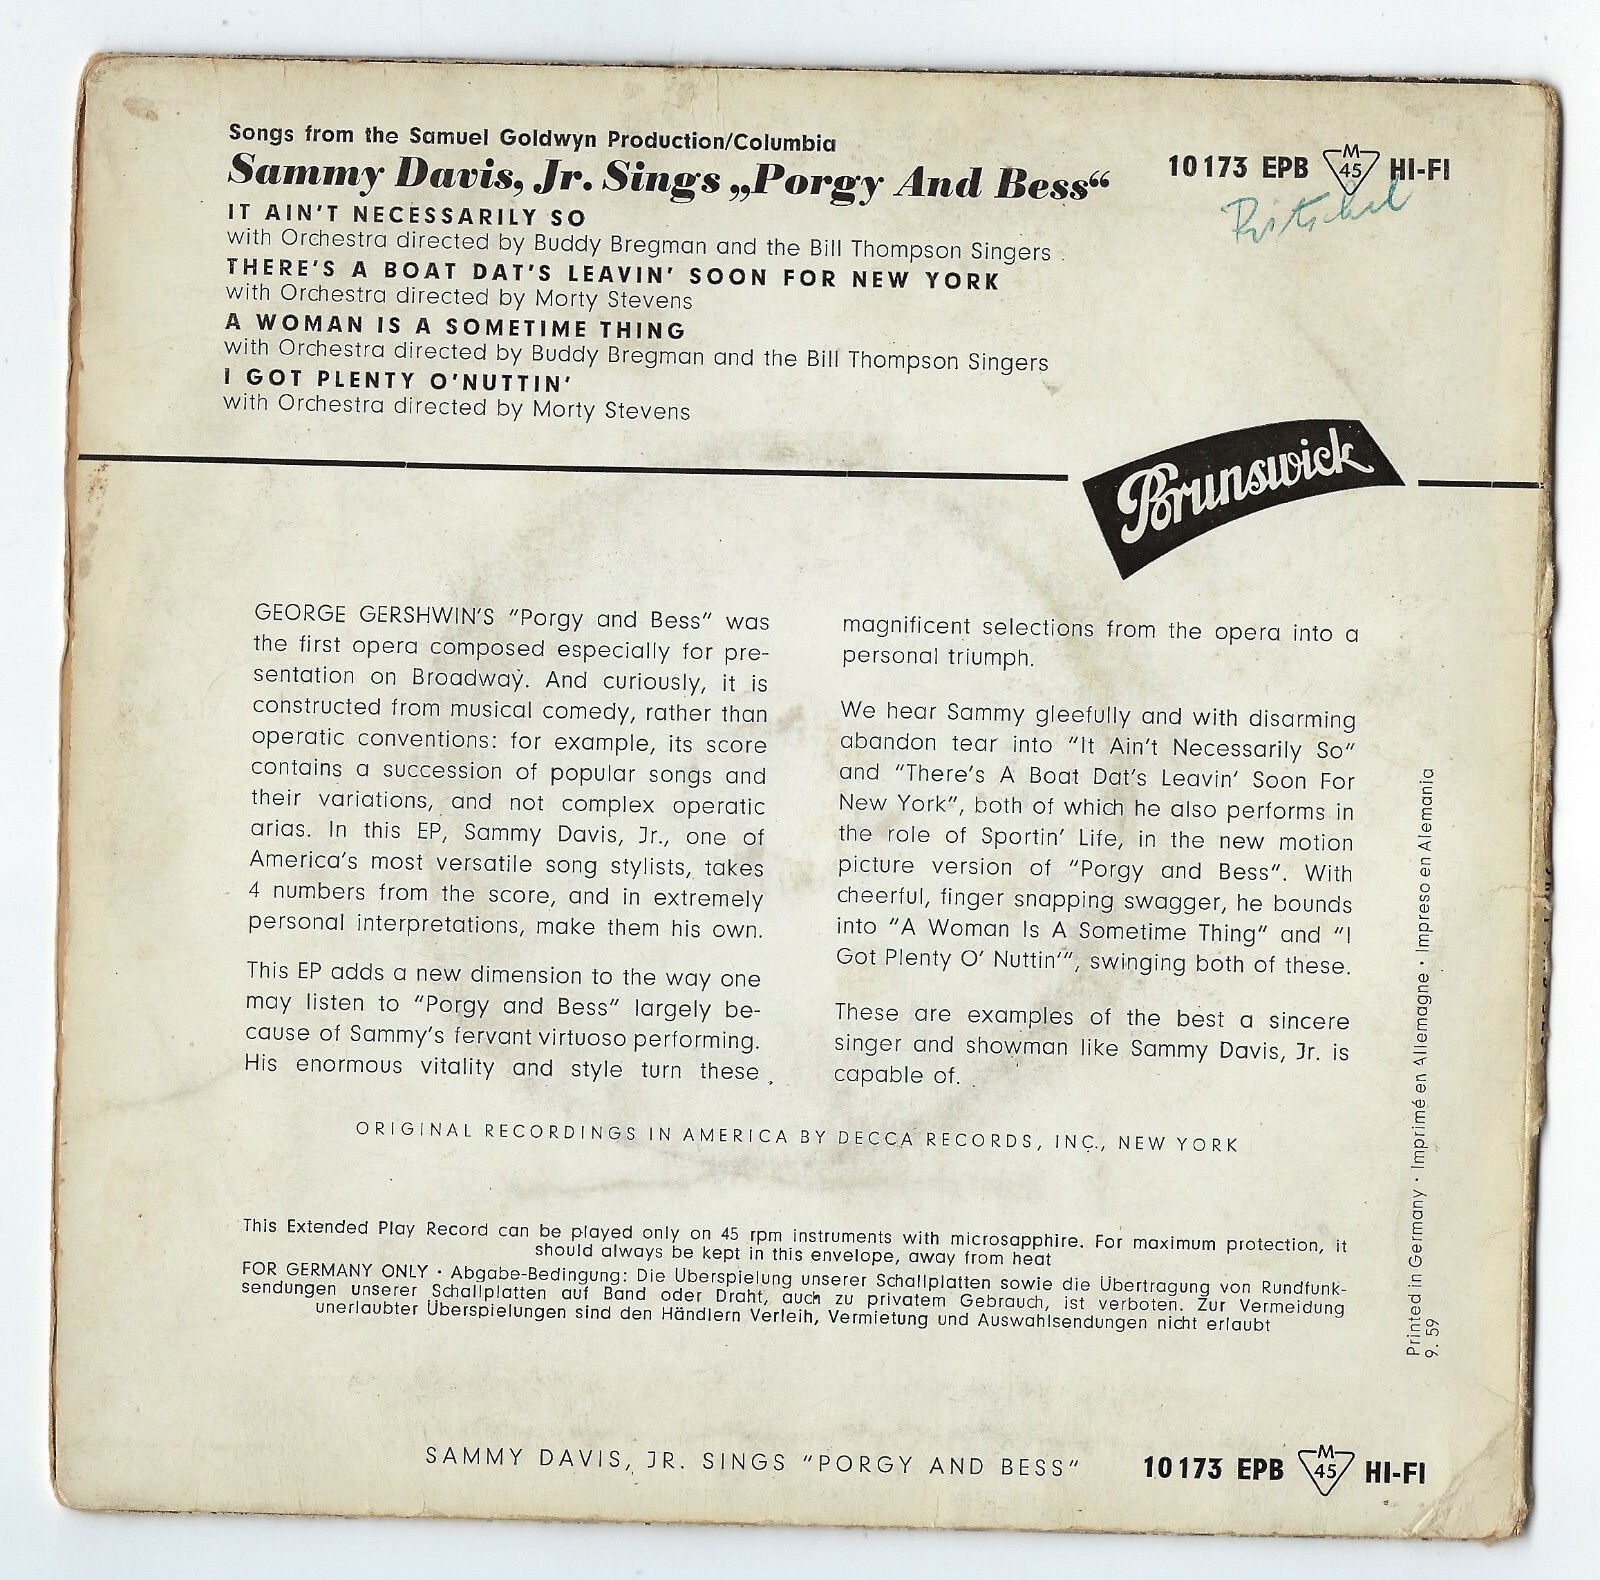 Songs from the Samuel Goldwyn Production/Columbia
Sammy Davis, Jr. Sings „Porgy And Bess“
10173 EPB M 45 HI-FI
IT AIN'T NECESSARILY SO
with Orchestra directed by Buddy Bregman and the Bill Thompson Singers
THERE'S A BOAT DAT'S LEAVIN' SOON FOR NEW YORK
with Orchestra directed by Morty Stevens
A WOMAN IS A SOMETIME THING
with Orchestra directed by Buddy Bregman and the Bill Thompson Singers
I GOT PLENTY O'NUTTIN'
with Orchestra directed by Morty Stevens
Brunswick
GEORGE GERSHWIN'S "Porgy and Bess" was
the first opera composed especially for pre-
sentation on Broadway. And curiously, it is
constructed from musical comedy, rather than
operatic conventions: for example, its score
contains a succession of popular songs and
their variations, and not complex operatic
arias. In this EP, Sammy Davis, Jr., one of
America's most versatile song stylists, takes
4 numbers from the score, and in extremely
personal interpretations, make them his own.
This EP adds a new dimension to the way one
may listen to "Porgy and Bess" largely be-
cause of Sammy's fervant virtuoso performing.
His enormous vitality and style turn these
magnificent selections from the opera into a
personal triumph.
We hear Sammy gleefully and with disarming
abandon tear into "It Ain't Necessarily So"
and "There's A Boat Dat's Leavin' Soon For
New York", both of which he also performs in
the role of Sportin' Life, in the new motion
picture version of "Porgy and Bess". With
cheerful, finger snapping swagger, he bounds
into "A Woman Is A Sometime Thing" and "I
Got Plenty O' Nuttin'", swinging both of these.
These are examples of the best a sincere
singer and showman like Sammy Davis, Jr. is
capable of.
ORIGINAL RECORDINGS IN AMERICA BY DECCA RECORDS, INC., NEW YORK
This Extended Play Record can be played only on 45 rpm instruments with microsapphire. For maximum protection, it
should always be kept in this envelope, away from heat
FOR GERMANY ONLY · Abgabe-Bedingung: Die Überspielung unserer Schallplatten sowie die Übertragung von Rundfunk-
sendungen unserer Schallplatten auf Band oder Draht, auch zu privatem Gebrauch, ist verboten. Zur Vermeidung
unerlaubter Überspielungen sind den Händlern Verleih, Vermietung und Auswahlsendungen nicht erlaubt
Printed in Germany · Imprimé en Allemagne · Impreso en Alemania
9. 59
SAMMY DAVIS, JR. SINGS "PORGY AND BESS"
10173 EPB M 45 HI-FI